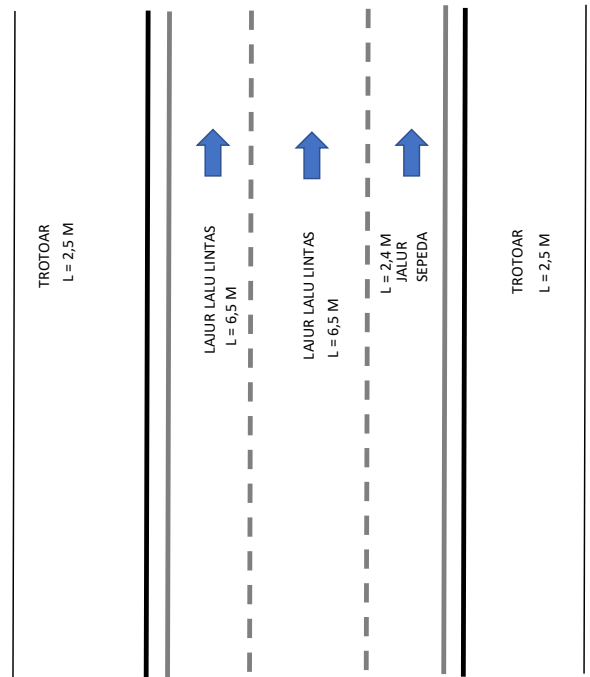 TROTOAR
L = 2,5 M
LAJUR LALU LINTAS
L = 6,5 M
LAJUR LALU LINTAS
L = 6,5 M
L = 2,4 M
JALUR
SEPEDA
TROTOAR
L = 2,5 M